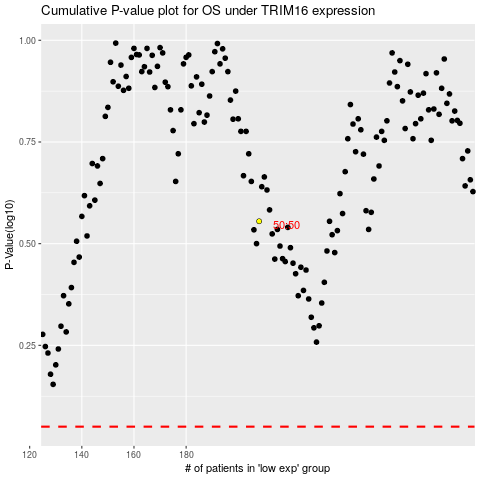 Cumulative P-value plot for OS under TRIM16 expression
P-Value(log10)
1.00
0.75
0.50
0.25
50:50
120 124 140 160 180
# of patients in 'low exp' group